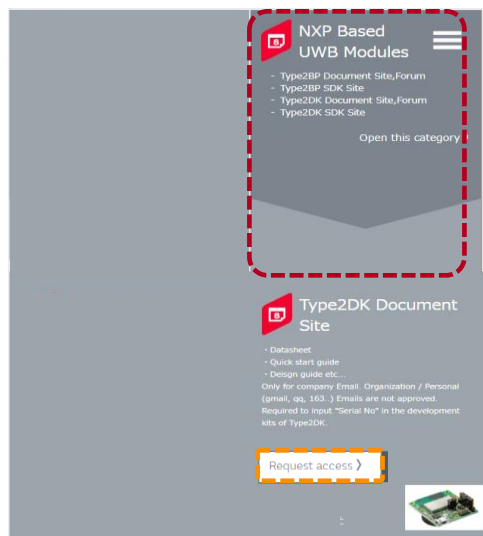 NXP Based
UWB Modules
- Type2BP Document Site,Forum
- Type2BP SDK Site
- Type2DK Document Site,Forum
- Type2DK SDK Site
Open this category
Type2DK Document
Site
・Datasheet
・Quick start guide
・Deisgn guide etc...
Only for company Email. Organization / Personal
(gmail, qq, 163..) Emails are not approved.
Required to input "Serial No" in the development
kits of Type2DK.
Request access ❭